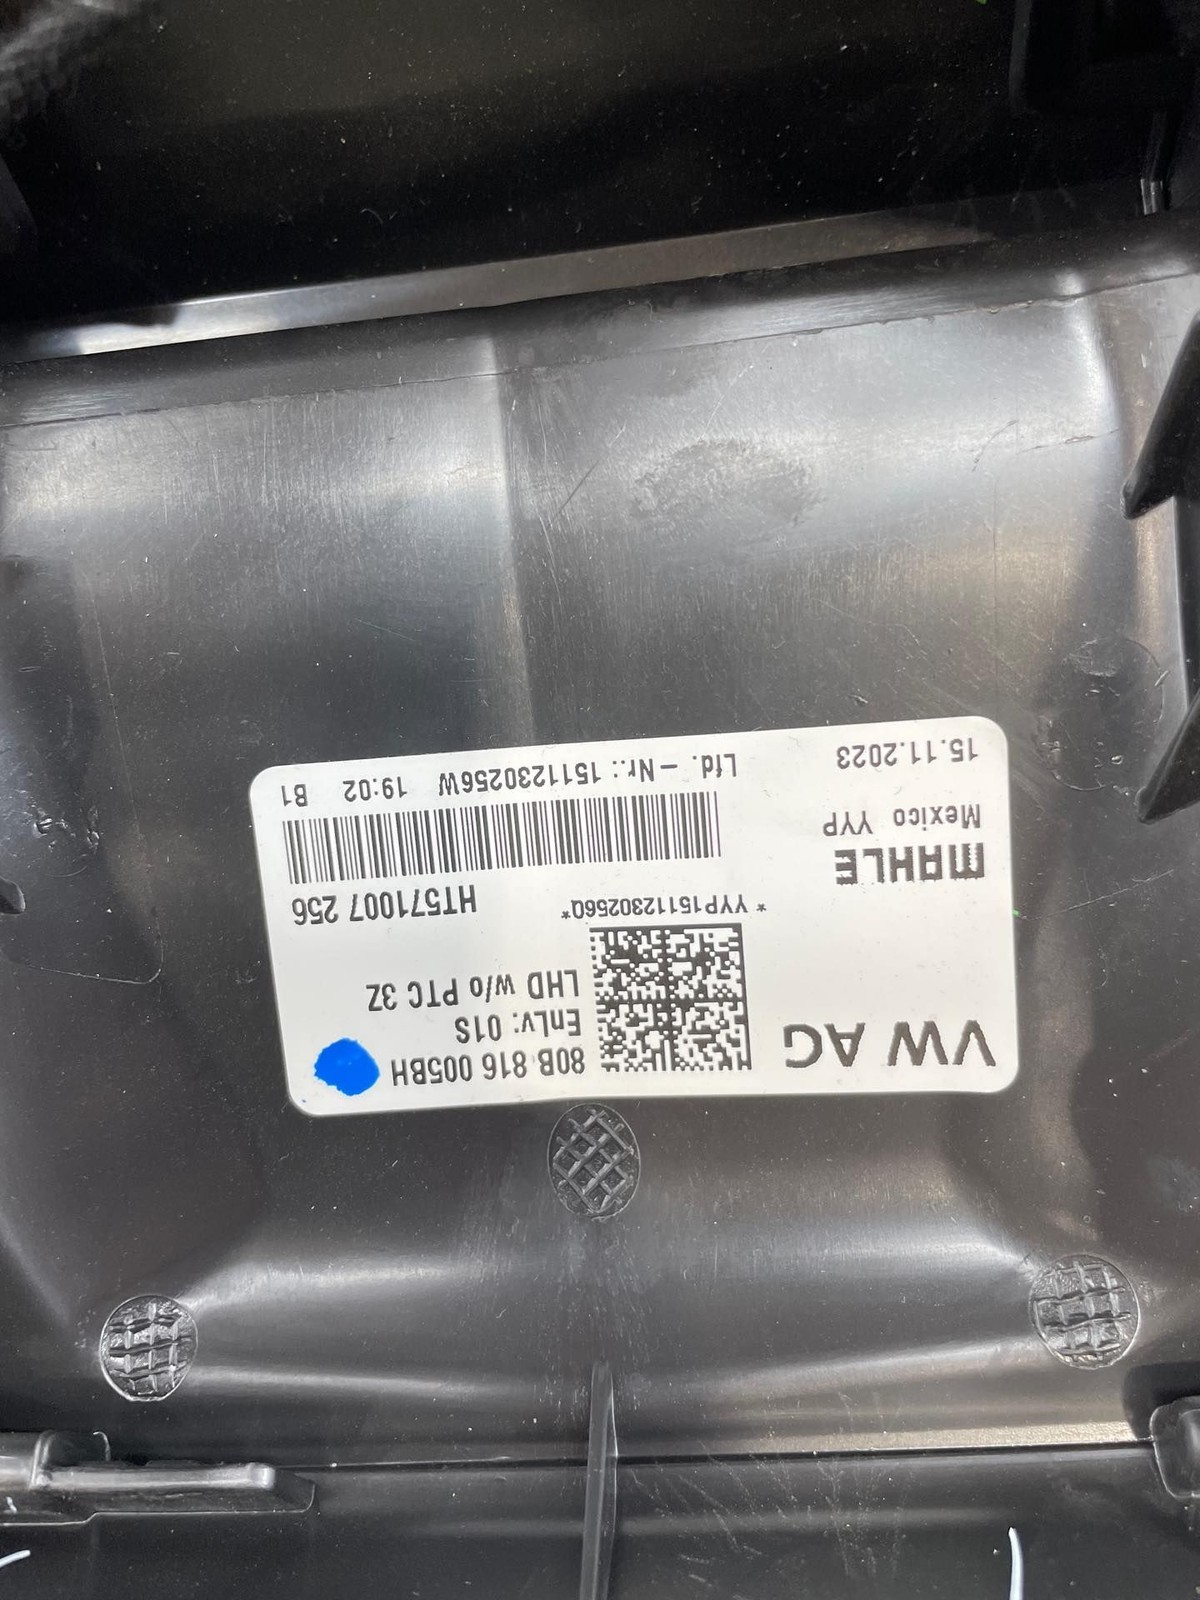 VW AG
80B 816 005BH
EnLv: 01S
LHD w/o PTC 3Z
* YYP1511230256Q*
HT571007 256
MAHLE
Mexico YYP
15.11.2023
Lfd. - Nr.: 1511230256W 19:02 B1